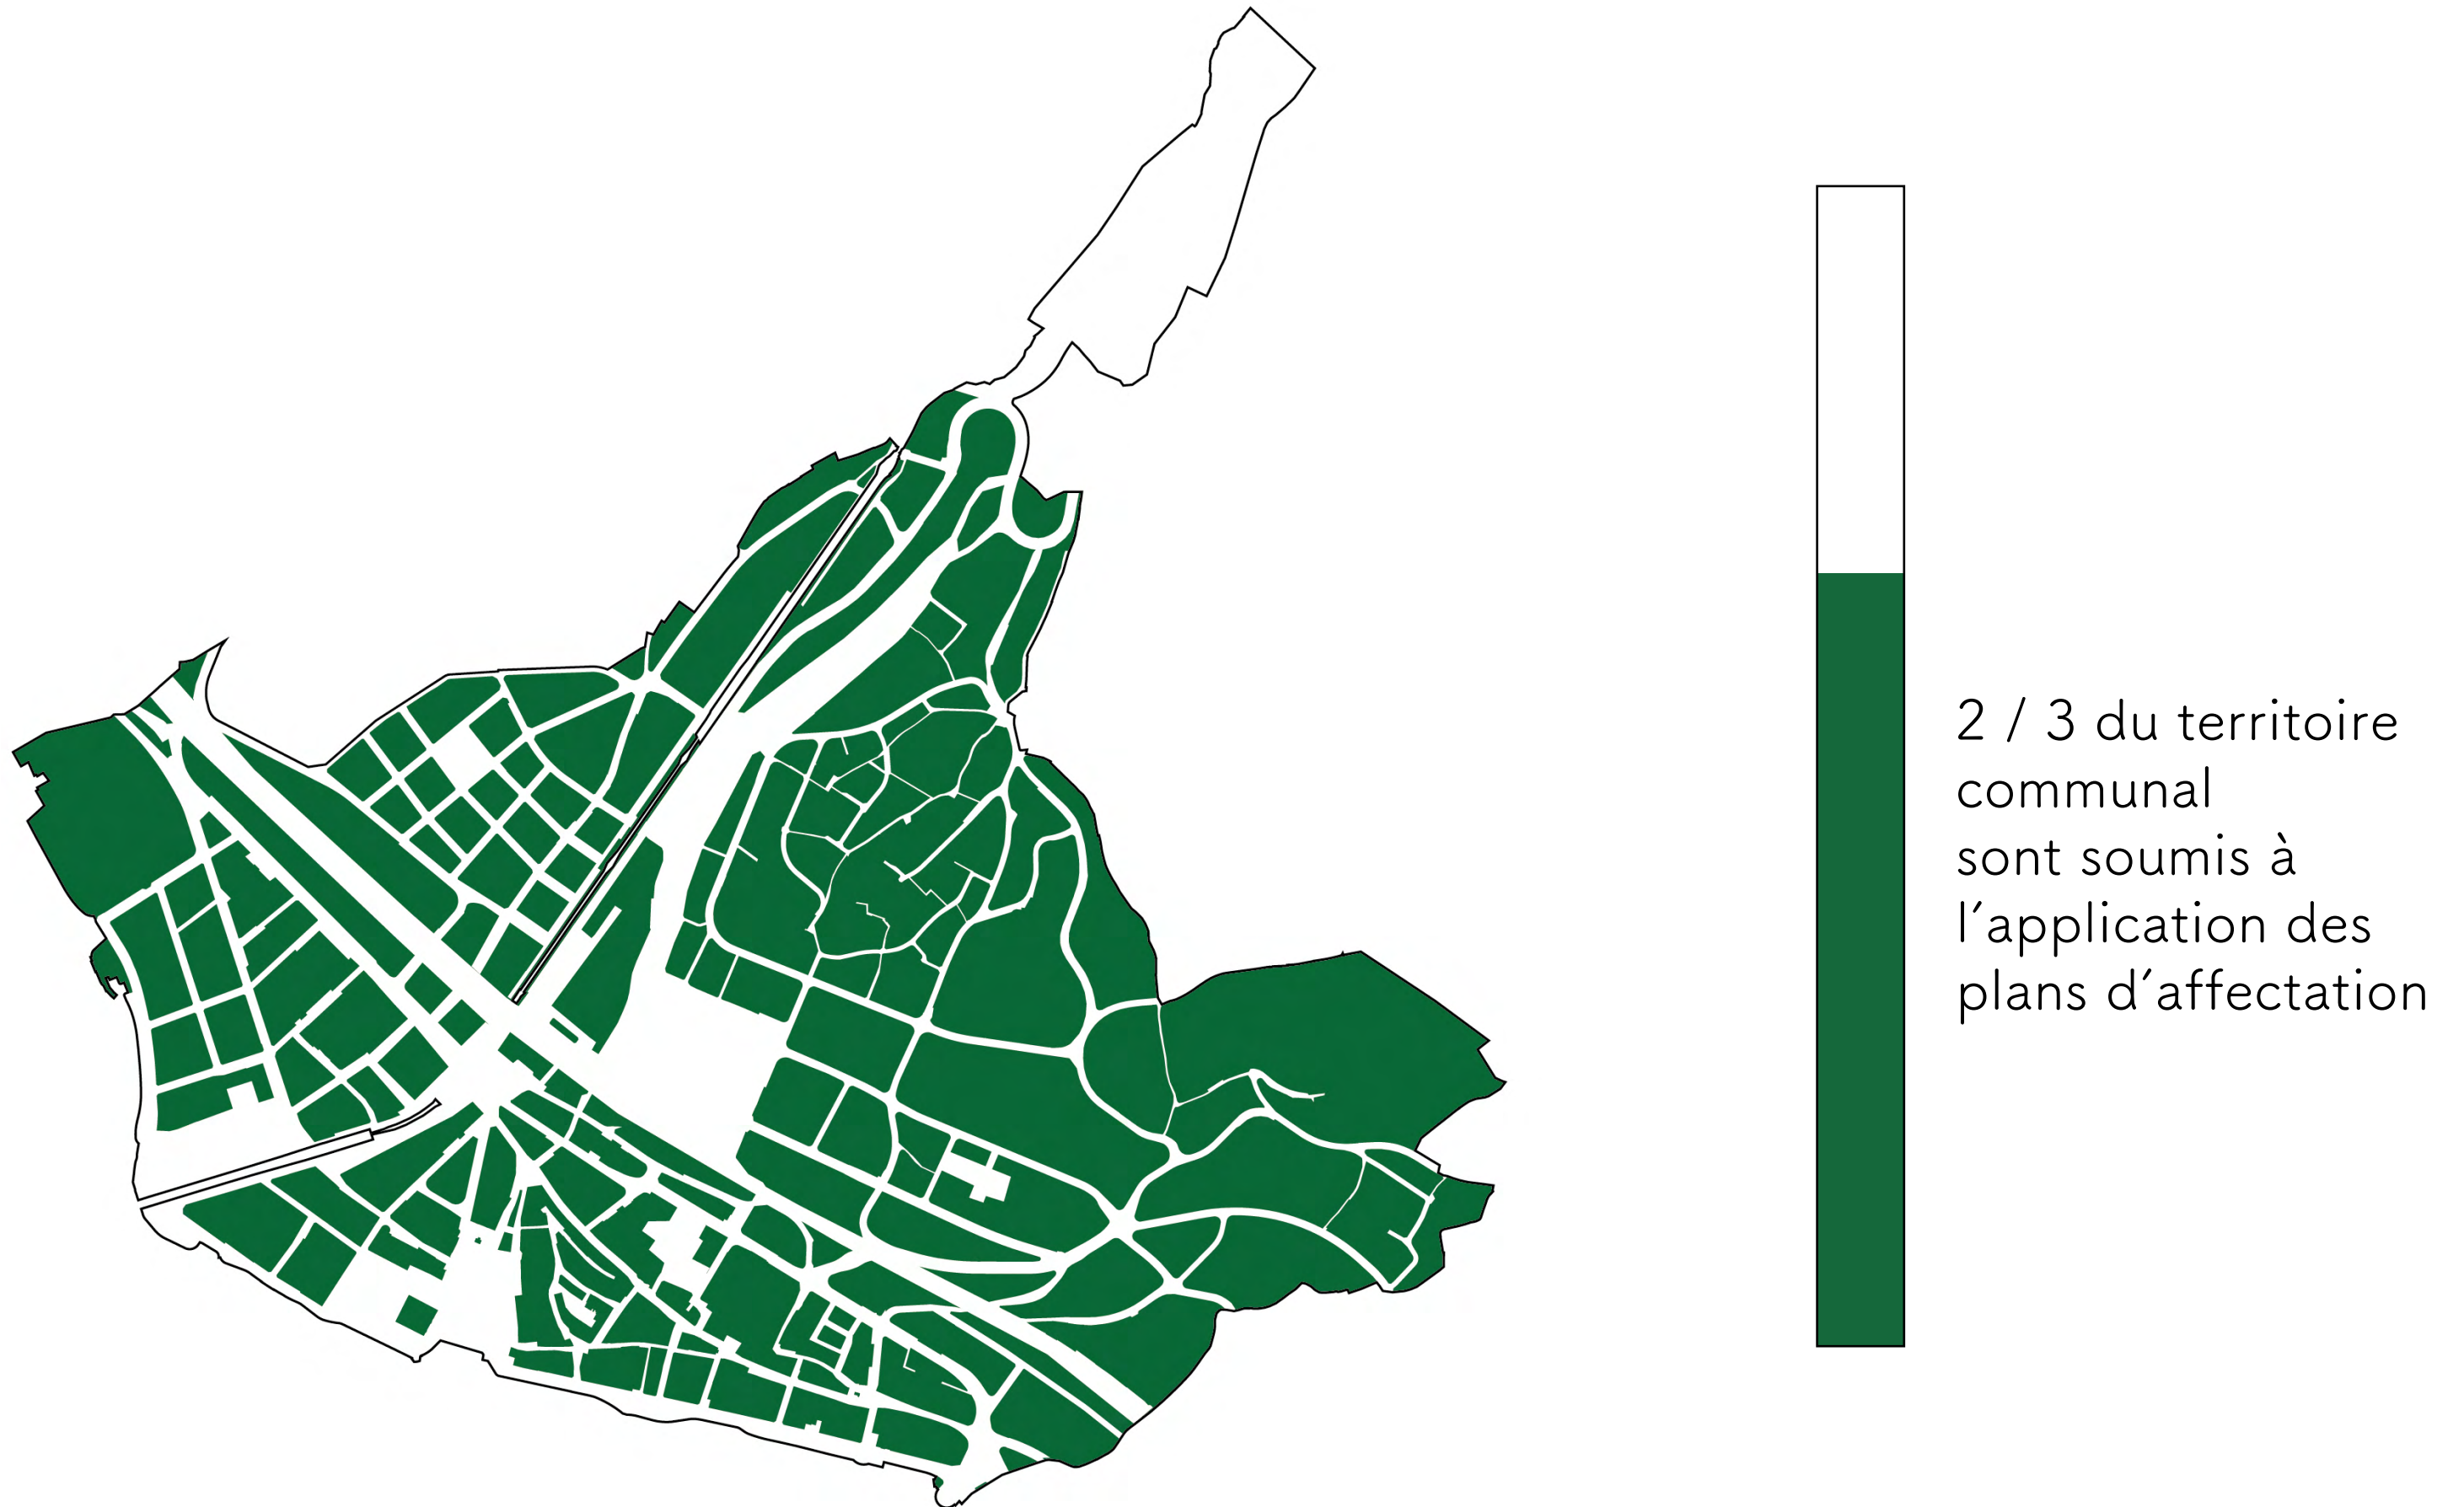 2 / 3 du territoire
communal
sont soumis à
l'application des
plans d'affectation